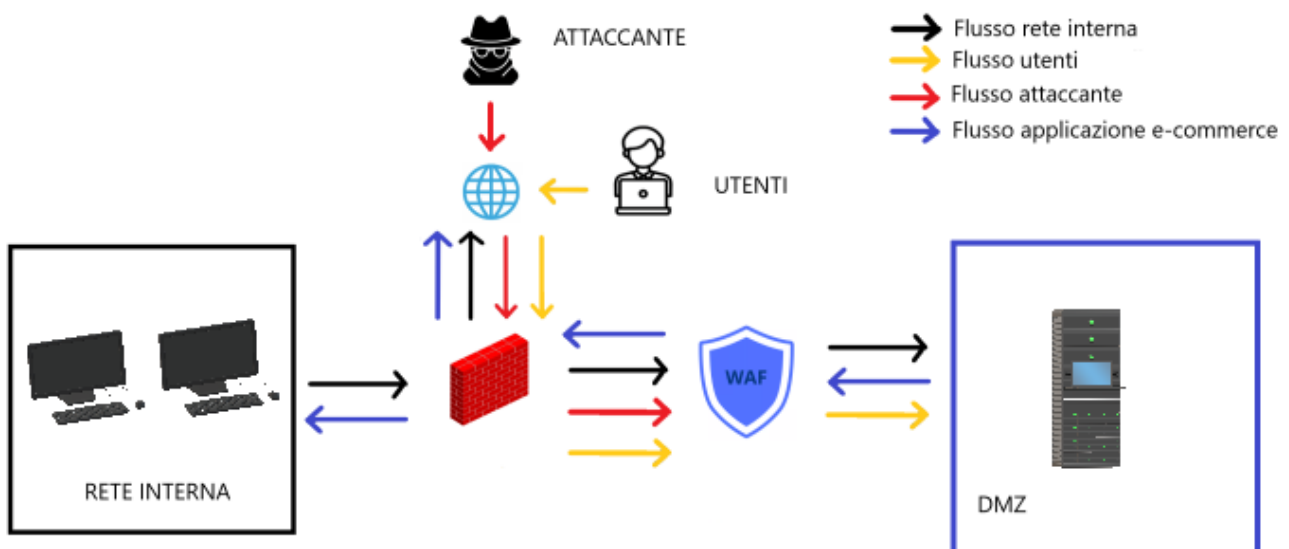 ATTACCANTE
Flusso rete interna
Flusso utenti
Flusso attaccante
Flusso applicazione e-commerce
UTENTI
WAF
RETE INTERNA
DMZ